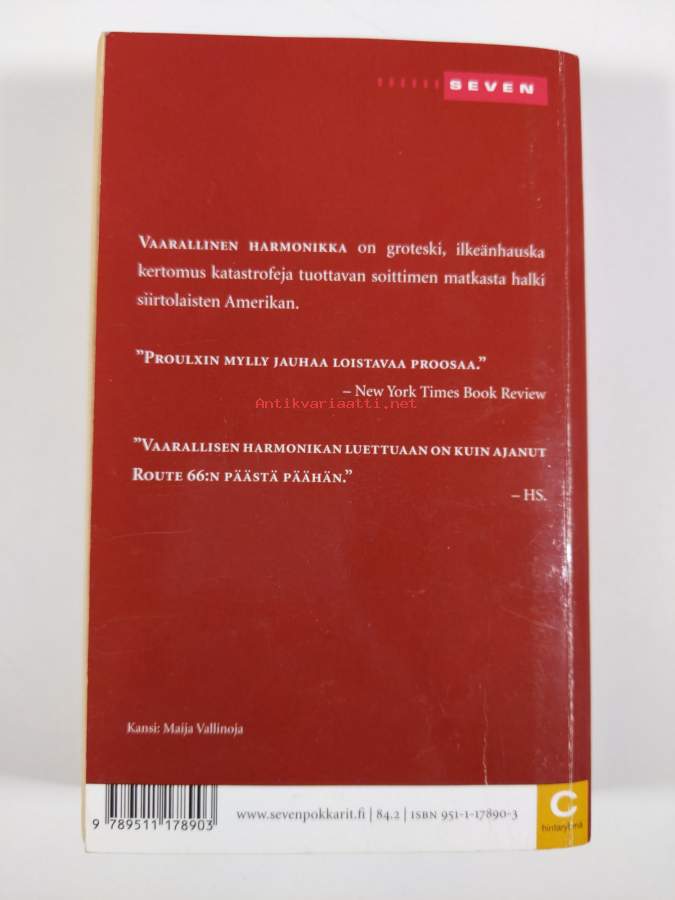 SEVEN
VAARALLINEN HARMONIKKA on groteski, ilkeänhauska
kertomus katastrofeja tuottavan soittimen matkasta halki
siirtolaisten Amerikan.
”PROULXIN MYLLY JAUHAA LOISTAVAA PROOSAA.”
– New York Times Book Review
Antikvariaatti.net
”VAARALLISEN HARMONIKAN LUETTUAAN ON KUIN AJANUT
ROUTE 66:N PÄÄSTÄ PÄÄHÄN.”
– HS.
Kansi: Maija Vallinoja
9 789511 178903
www.sevenpokkarit.fi | 84.2 | ISBN 951-1-17890-3
C
hintaryhmä